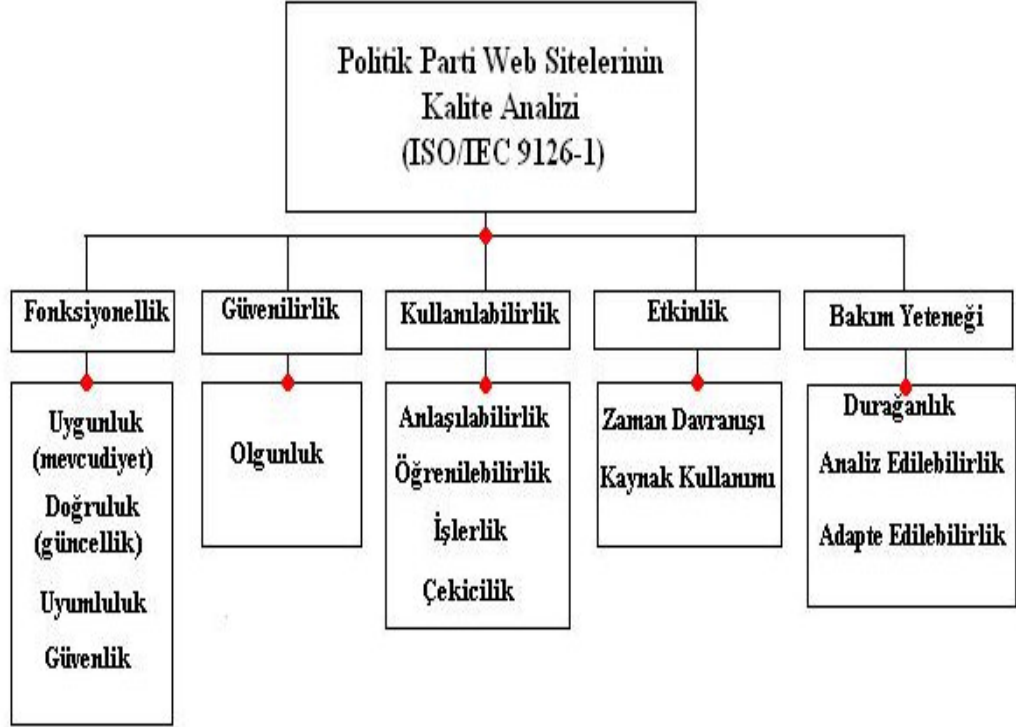 Politik Parti Web Sitelerinin
Kalite Analizi
(ISO/IEC 9126-1)
Fonksiyonellik
Güvenilirlik
Kullanılabilirlik
Etkinlik
Bakım Yeteneği
Uygunluk
(mevcudiyet)
Doğruluk
(güncellik)
Uyumluluk
Güvenlik
Olgunluk
Anlaşılabilirlik
Öğrenilebilirlik
İşlerlik
Çekicilik
Zaman Davranışı
Kaynak Kullanımı
Durağanlık
Analiz Edilebilirlik
Adapte Edilebilirlik